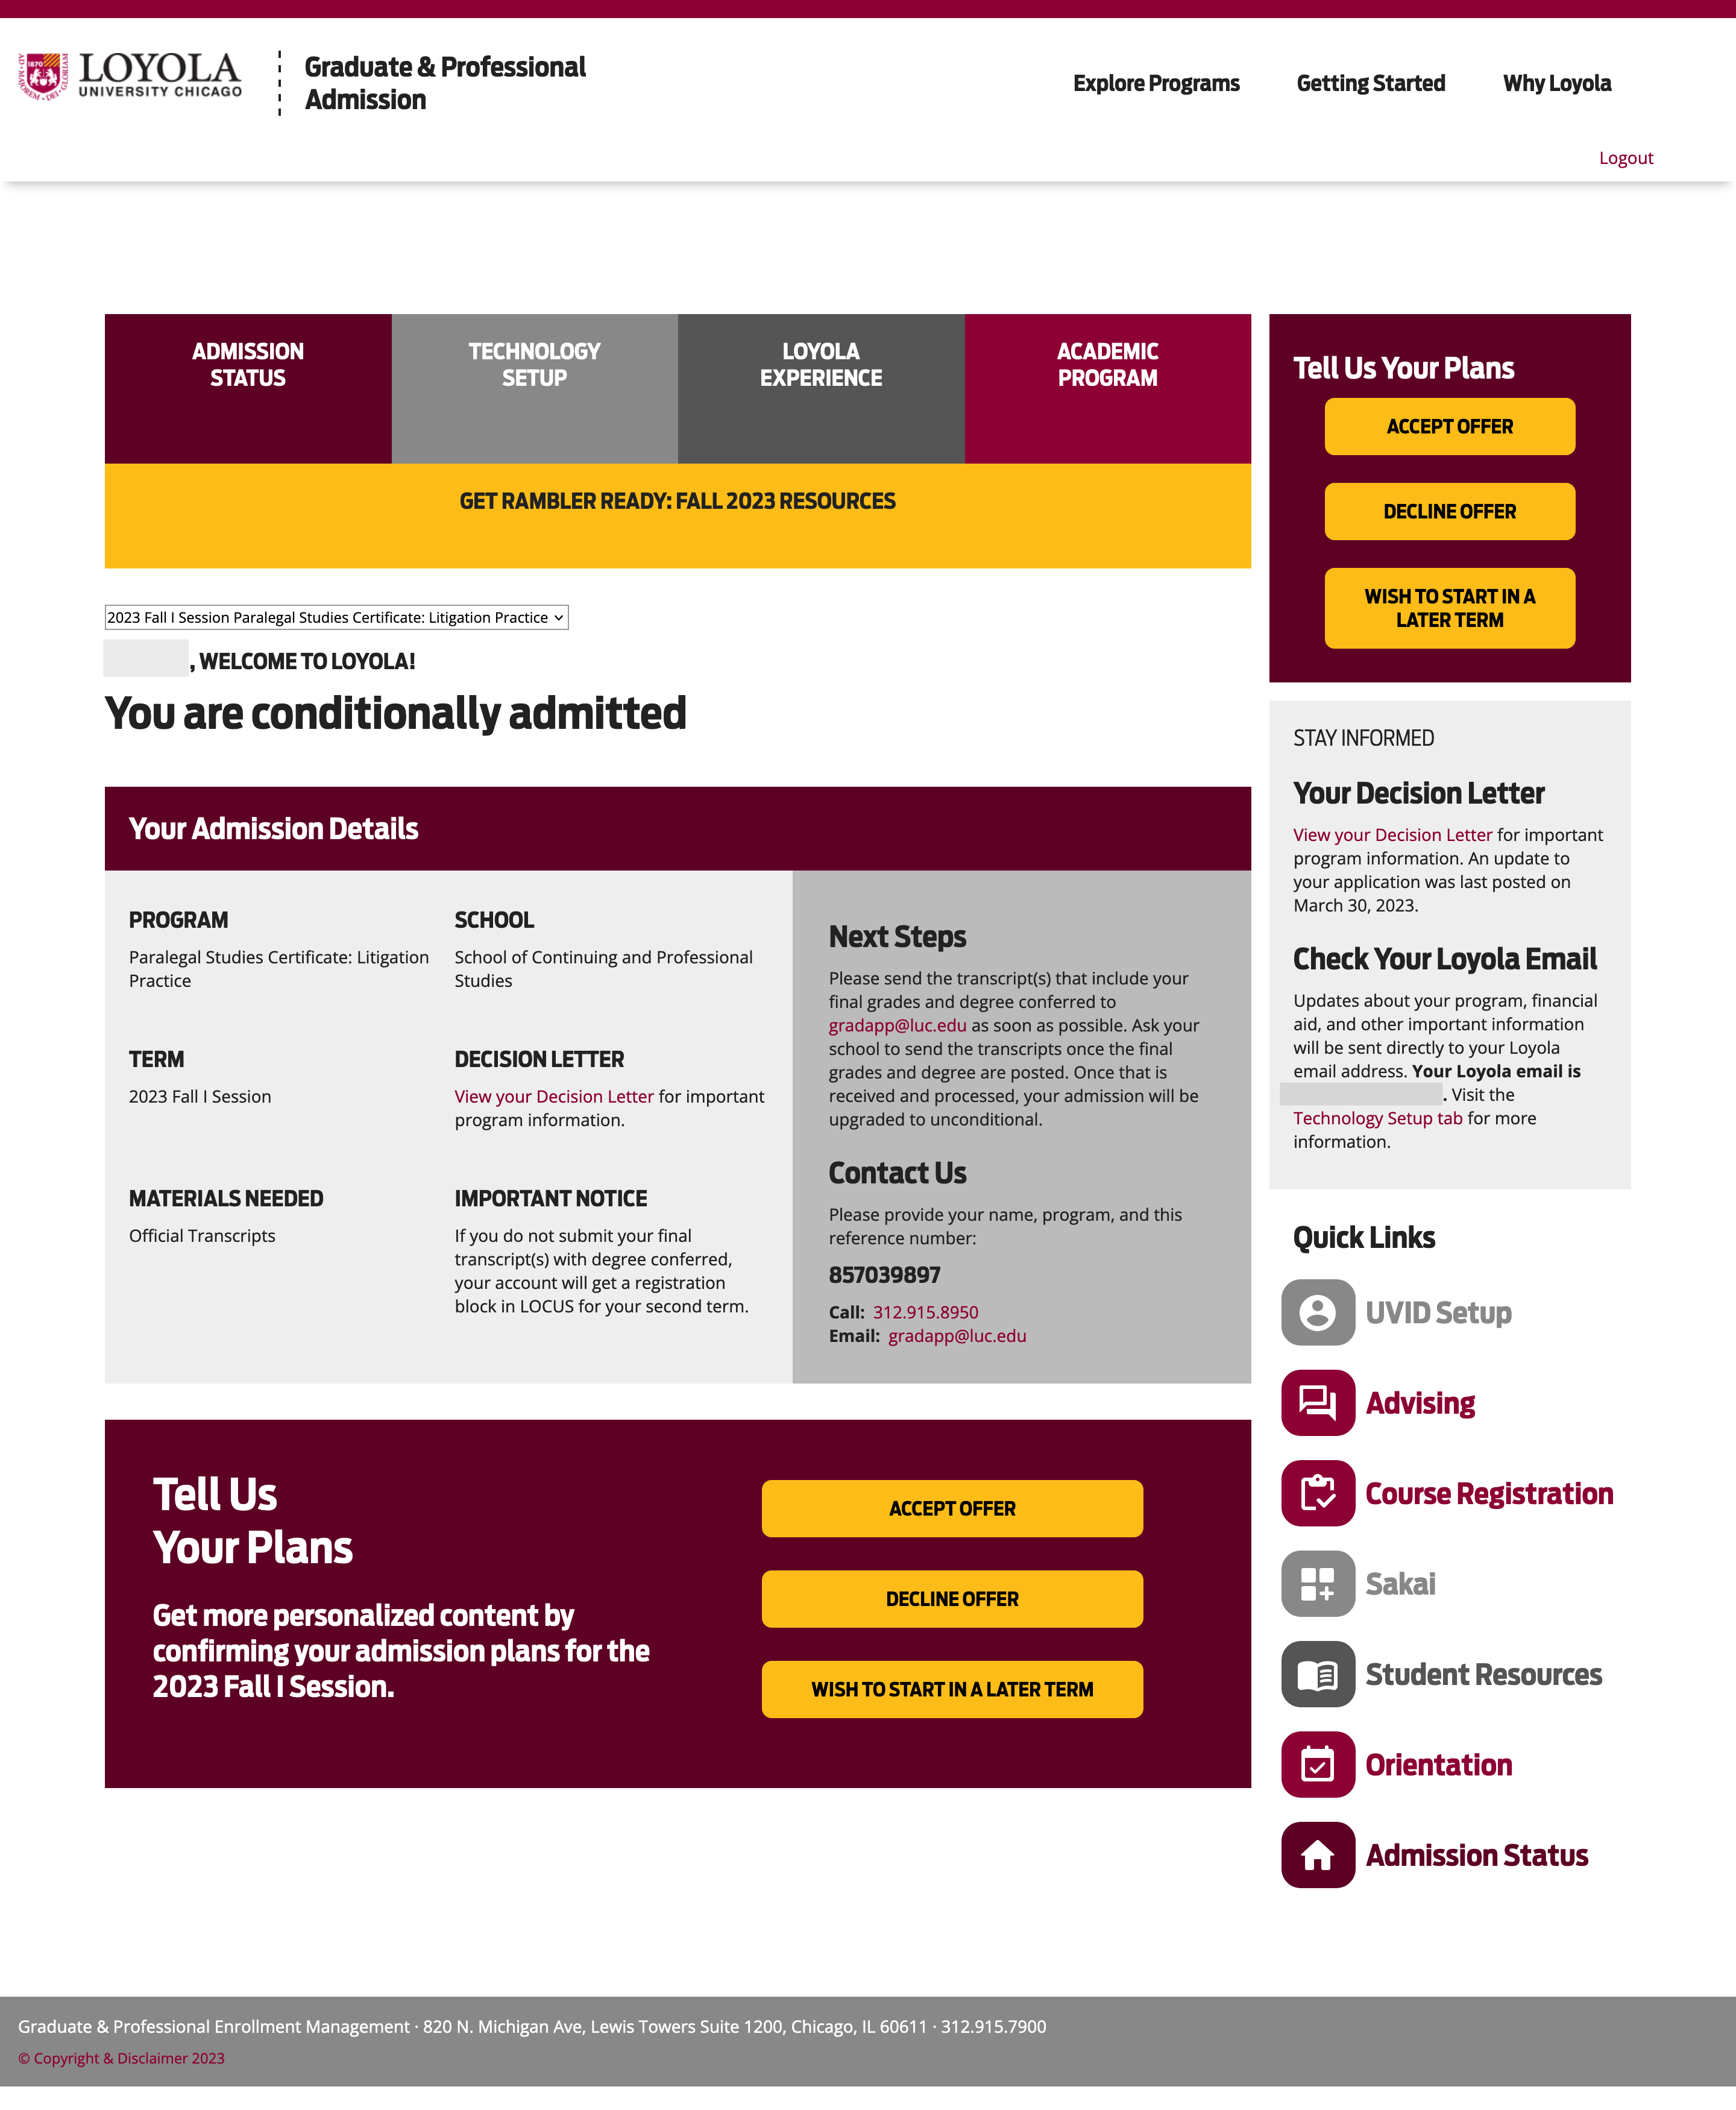 LOYOLA
UNIVERSITY CHICAGO
1870
AD·MAJOREM·DEI·GLORIAM
Graduate & Professional
Admission
Explore Programs
Getting Started
Why Loyola
Logout
ADMISSION
STATUS
TECHNOLOGY
SETUP
LOYOLA
EXPERIENCE
ACADEMIC
PROGRAM
GET RAMBLER READY: FALL 2023 RESOURCES
2023 Fall I Session Paralegal Studies Certificate: Litigation Practice
, WELCOME TO LOYOLA!
You are conditionally admitted
Your Admission Details
PROGRAM
Paralegal Studies Certificate: Litigation
Practice
SCHOOL
School of Continuing and Professional
Studies
TERM
2023 Fall I Session
DECISION LETTER
View your Decision Letter for important
program information.
MATERIALS NEEDED
Official Transcripts
IMPORTANT NOTICE
If you do not submit your final
transcript(s) with degree conferred,
your account will get a registration
block in LOCUS for your second term.
Next Steps
Please send the transcript(s) that include your
final grades and degree conferred to
gradapp@luc.edu as soon as possible. Ask your
school to send the transcripts once the final
grades and degree are posted. Once that is
received and processed, your admission will be
upgraded to unconditional.
Contact Us
Please provide your name, program, and this
reference number:
857039897
Call: 312.915.8950
Email: gradapp@luc.edu
Tell Us
Your Plans
Get more personalized content by
confirming your admission plans for the
2023 Fall I Session.
ACCEPT OFFER
DECLINE OFFER
WISH TO START IN A LATER TERM
Tell Us Your Plans
ACCEPT OFFER
DECLINE OFFER
WISH TO START IN A
LATER TERM
STAY INFORMED
Your Decision Letter
View your Decision Letter for important
program information. An update to
your application was last posted on
March 30, 2023.
Check Your Loyola Email
Updates about your program, financial
aid, and other important information
will be sent directly to your Loyola
email address. Your Loyola email is
. Visit the
Technology Setup tab for more
information.
Quick Links
UVID Setup
Advising
Course Registration
Sakai
Student Resources
Orientation
Admission Status
Graduate & Professional Enrollment Management · 820 N. Michigan Ave, Lewis Towers Suite 1200, Chicago, IL 60611 · 312.915.7900
© Copyright & Disclaimer 2023